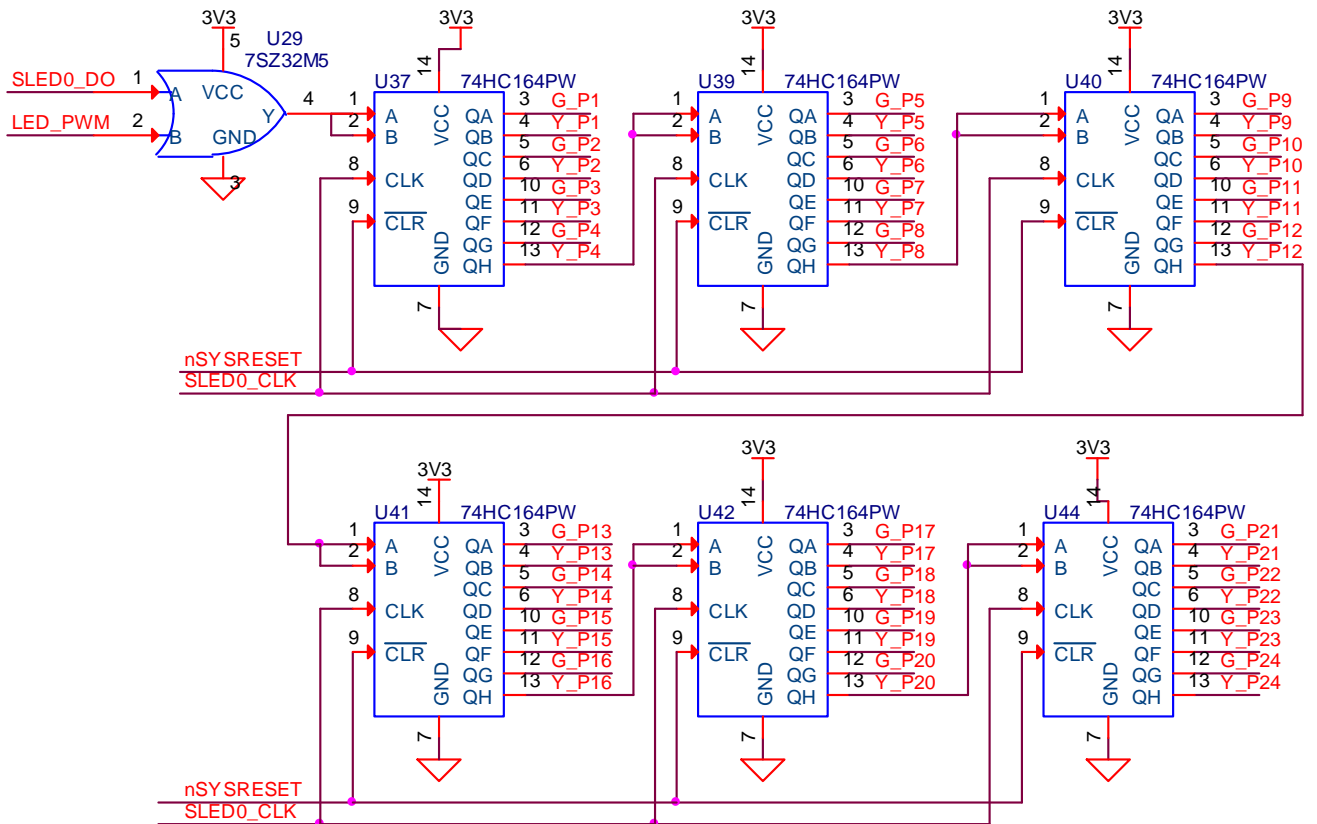 3V3
5
U29
7SZ32M5
SLED0_DO 1 A VCC
Y 4
LED_PWM 2 B GND
3
3V3
14
U37 74HC164PW
1 A QA 3 G_P1
2 B QB 4 Y_P1
VCC
QC 5 G_P2
8 CLK QD 6 Y_P2
QE 10 G_P3
9 CLR QF 11 Y_P3
QG 12 G_P4
GND QH 13 Y_P4
7
3V3
14
U39 74HC164PW
1 A QA 3 G_P5
2 B QB 4 Y_P5
VCC
QC 5 G_P6
8 CLK QD 6 Y_P6
QE 10 G_P7
9 CLR QF 11 Y_P7
QG 12 G_P8
GND QH 13 Y_P8
7
3V3
14
U40 74HC164PW
1 A QA 3 G_P9
2 B QB 4 Y_P9
VCC
QC 5 G_P10
8 CLK QD 6 Y_P10
QE 10 G_P11
9 CLR QF 11 Y_P11
QG 12 G_P12
GND QH 13 Y_P12
7
nSYSRESET
SLED0_CLK
3V3
14
U41 74HC164PW
1 A QA 3 G_P13
2 B QB 4 Y_P13
VCC
QC 5 G_P14
8 CLK QD 6 Y_P14
QE 10 G_P15
9 CLR QF 11 Y_P15
QG 12 G_P16
GND QH 13 Y_P16
7
3V3
14
U42 74HC164PW
1 A QA 3 G_P17
2 B QB 4 Y_P17
VCC
QC 5 G_P18
8 CLK QD 6 Y_P18
QE 10 G_P19
9 CLR QF 11 Y_P19
QG 12 G_P20
GND QH 13 Y_P20
7
3V3
14
U44 74HC164PW
1 A QA 3 G_P21
2 B QB 4 Y_P21
VCC
QC 5 G_P22
8 CLK QD 6 Y_P22
QE 10 G_P23
9 CLR QF 11 Y_P23
QG 12 G_P24
GND QH 13 Y_P24
7
nSYSRESET
SLED0_CLK